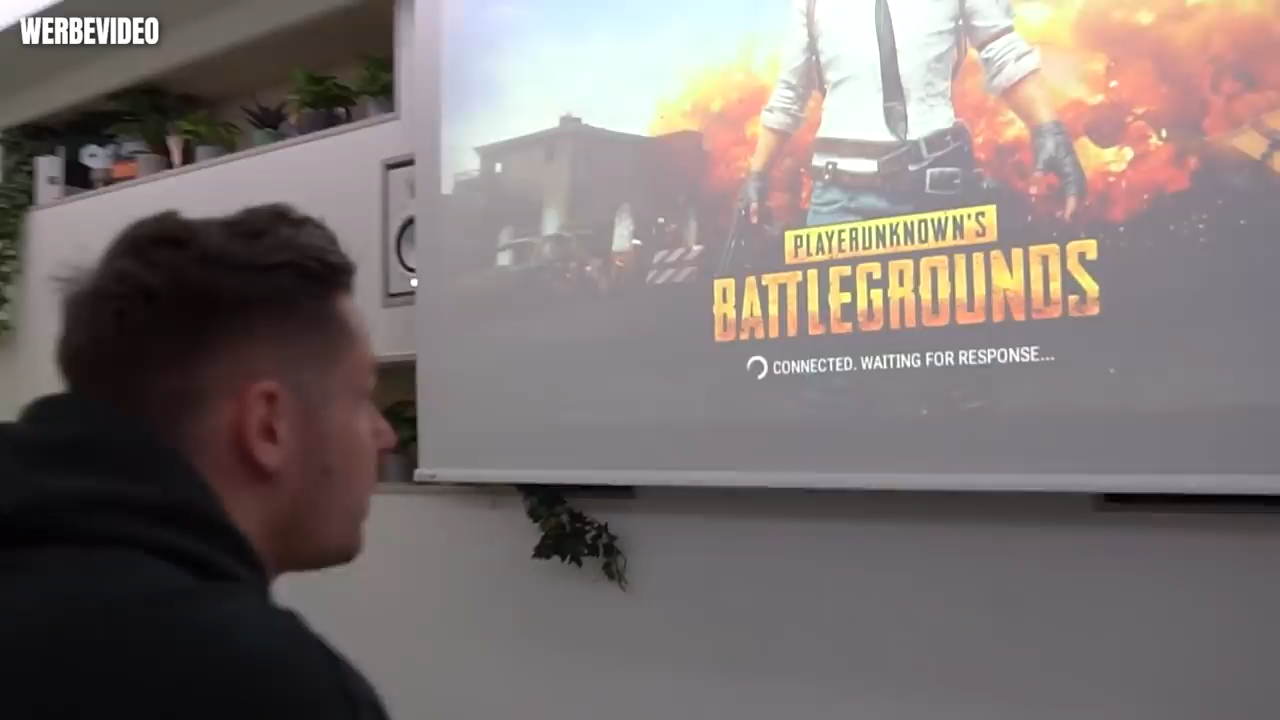 WERBEVIDEO
PLAYERUNKNOWN'S
BATTLEGROUNDS
CONNECTED. WAITING FOR RESPONSE...